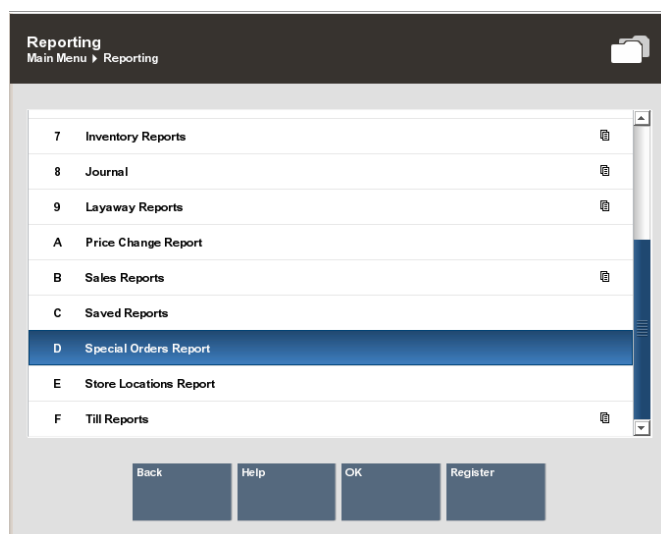 Reporting
Main Menu ▸ Reporting
7 Inventory Reports
8 Journal
9 Layaway Reports
A Price Change Report
B Sales Reports
C Saved Reports
D Special Orders Report
E Store Locations Report
F Till Reports
Back Help OK Register